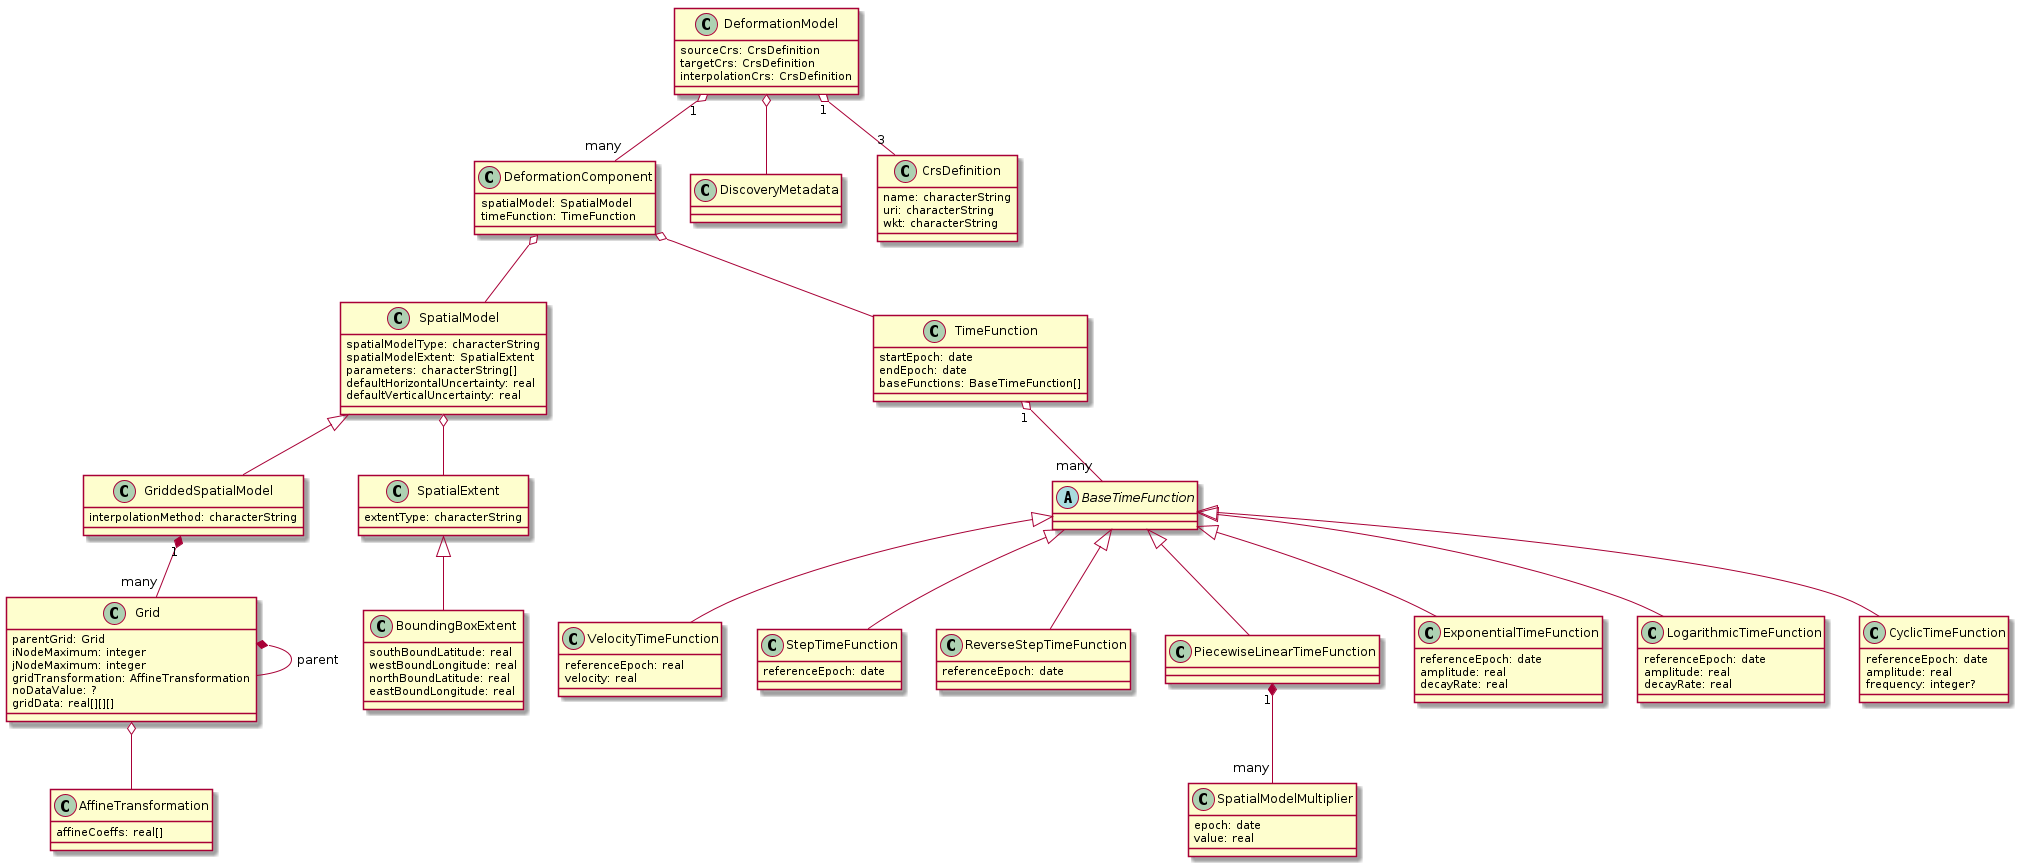 C DeformationModel
sourceCrs: CrsDefinition
targetCrs: CrsDefinition
interpolationCrs: CrsDefinition
1
1
many
3
C DeformationComponent
spatialModel: SpatialModel
timeFunction: TimeFunction
C DiscoveryMetadata
C CrsDefinition
name: characterString
uri: characterString
wkt: characterString
C SpatialModel
spatialModelType: characterString
spatialModelExtent: SpatialExtent
parameters: characterString[]
defaultHorizontalUncertainty: real
defaultVerticalUncertainty: real
C TimeFunction
startEpoch: date
endEpoch: date
baseFunctions: BaseTimeFunction[]
1
many
C GriddedSpatialModel
interpolationMethod: characterString
C SpatialExtent
extentType: characterString
A BaseTimeFunction
1
many
C Grid
parentGrid: Grid
iNodeMaximum: integer
jNodeMaximum: integer
gridTransformation: AffineTransformation
noDataValue: ?
gridData: real[][][]
parent
C BoundingBoxExtent
southBoundLatitude: real
westBoundLongitude: real
northBoundLatitude: real
eastBoundLongitude: real
C VelocityTimeFunction
referenceEpoch: real
velocity: real
C StepTimeFunction
referenceEpoch: date
C ReverseStepTimeFunction
referenceEpoch: date
C PiecewiseLinearTimeFunction
C ExponentialTimeFunction
referenceEpoch: date
amplitude: real
decayRate: real
C LogarithmicTimeFunction
referenceEpoch: date
amplitude: real
decayRate: real
C CyclicTimeFunction
referenceEpoch: date
amplitude: real
frequency: integer?
1
many
C AffineTransformation
affineCoeffs: real[]
C SpatialModelMultiplier
epoch: date
value: real